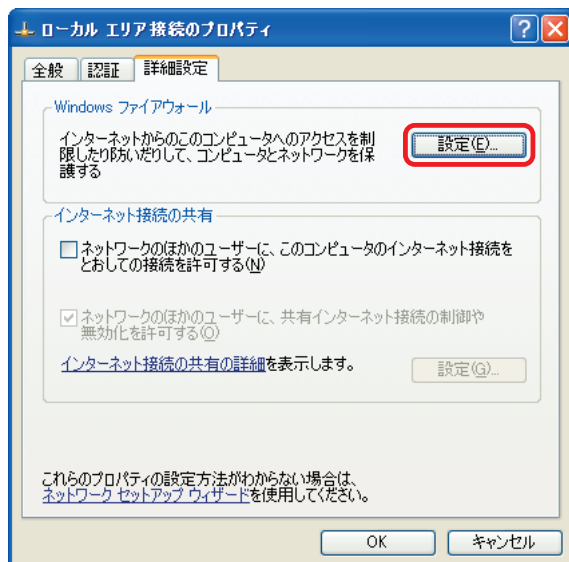 ローカル エリア接続のプロパティ
全般 認証 詳細設定
Windows ファイアウォール
インターネットからのこのコンピュータへのアクセスを制
限したり防いだりして、コンピュータとネットワークを保
護する
設定(E)...
インターネット接続の共有
ネットワークのほかのユーザーに、このコンピュータのインターネット接続を
とおしての接続を許可する(N)
ネットワークのほかのユーザーに、共有インターネット接続の制御や
無効化を許可する(O)
インターネット接続の共有の詳細を表示します。
設定(G)...
これらのプロパティの設定方法がわからない場合は、
ネットワーク セットアップ ウィザードを使用してください。
OK キャンセル